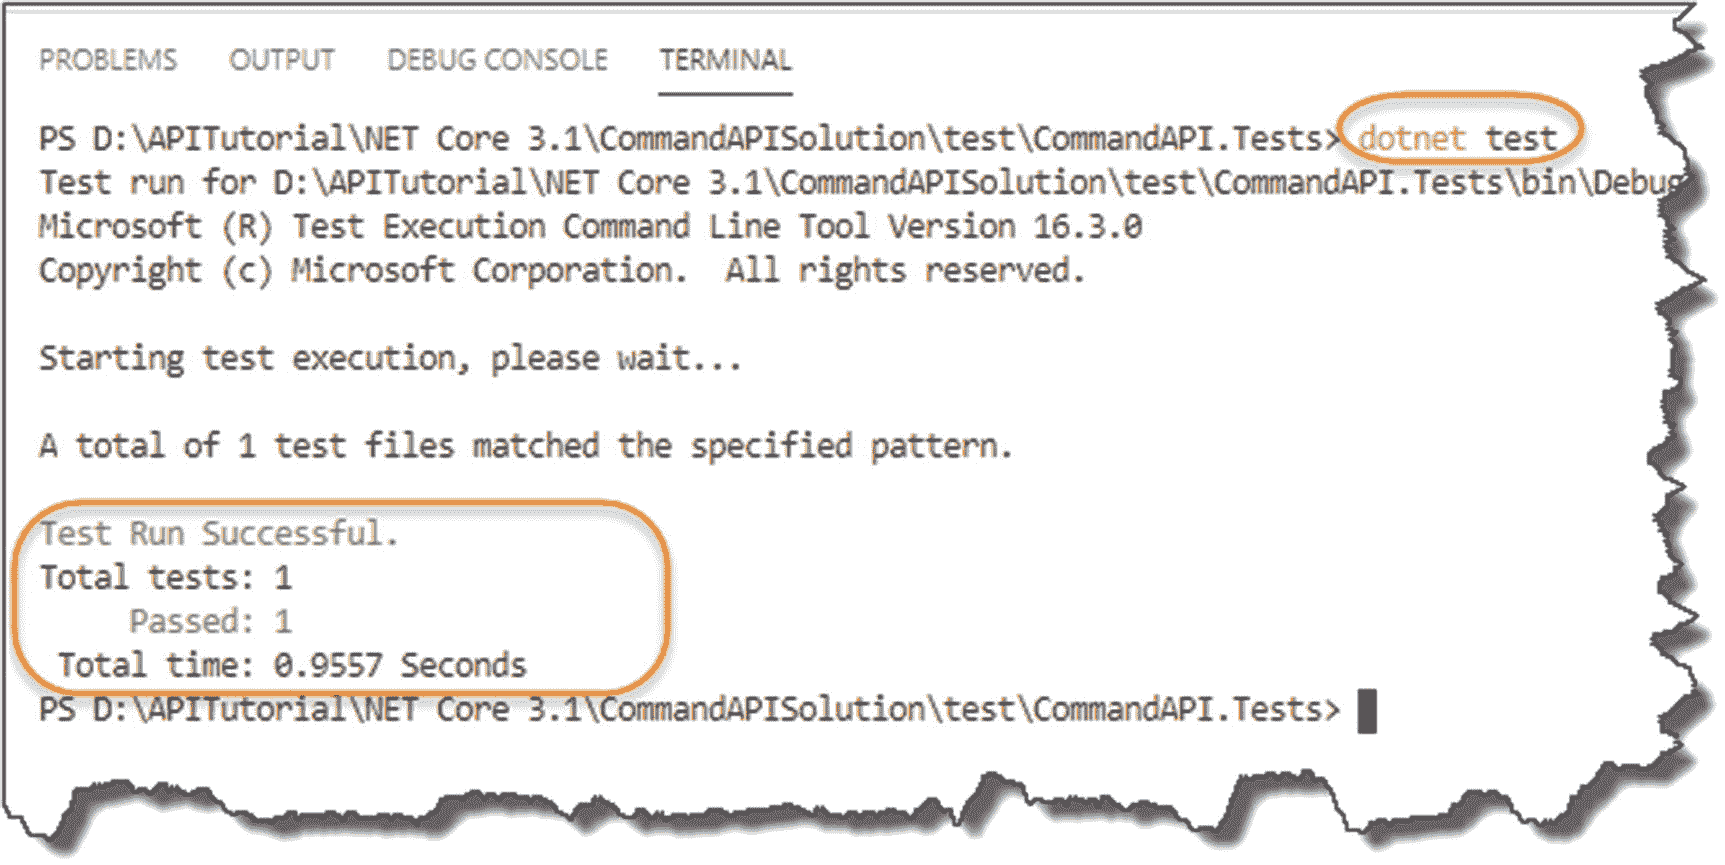 PROBLEMS OUTPUT DEBUG CONSOLE TERMINAL
PS D:\APITutorial\NET Core 3.1\CommandAPISolution\test\CommandAPI.Tests> dotnet test
Test run for D:\APITutorial\NET Core 3.1\CommandAPISolution\test\CommandAPI.Tests\bin\Debug
Microsoft (R) Test Execution Command Line Tool Version 16.3.0
Copyright (c) Microsoft Corporation.  All rights reserved.
Starting test execution, please wait...
A total of 1 test files matched the specified pattern.
Test Run Successful.
Total tests: 1
Passed: 1
Total time: 0.9557 Seconds
PS D:\APITutorial\NET Core 3.1\CommandAPISolution\test\CommandAPI.Tests>